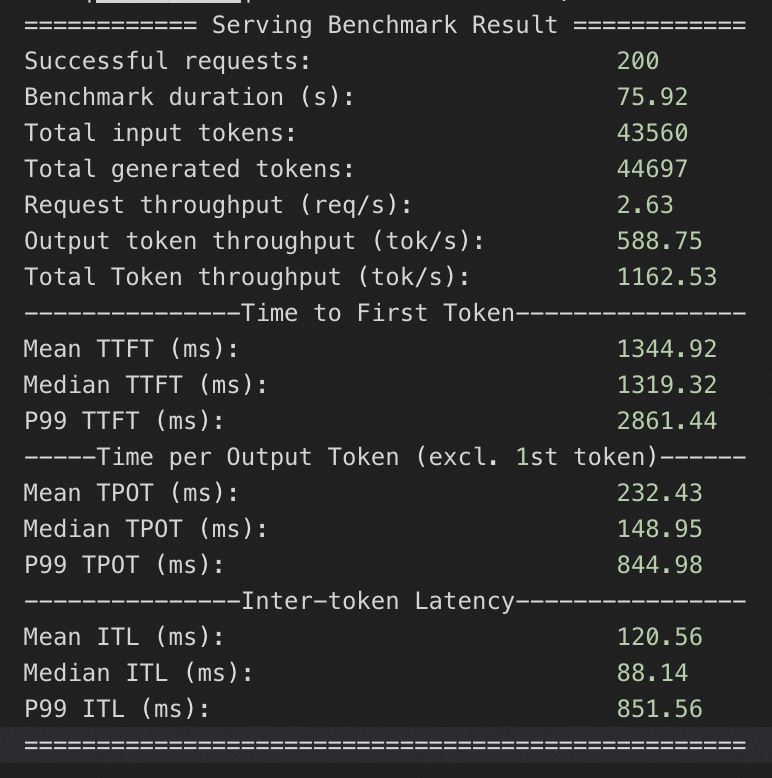 ============ Serving Benchmark Result ============
Successful requests: 200
Benchmark duration (s): 75.92
Total input tokens: 43560
Total generated tokens: 44697
Request throughput (req/s): 2.63
Output token throughput (tok/s): 588.75
Total Token throughput (tok/s): 1162.53
---------------Time to First Token----------------
Mean TTFT (ms): 1344.92
Median TTFT (ms): 1319.32
P99 TTFT (ms): 2861.44
-----Time per Output Token (excl. 1st token)------
Mean TPOT (ms): 232.43
Median TPOT (ms): 148.95
P99 TPOT (ms): 844.98
---------------Inter-token Latency----------------
Mean ITL (ms): 120.56
Median ITL (ms): 88.14
P99 ITL (ms): 851.56
==================================================